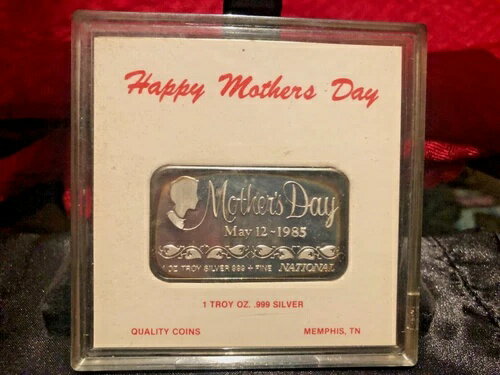 Happy Mothers Day
Mother's Day
May 12~1985
1 OZ TROY SILVER 999 + FINE NATIONAL
1 TROY OZ. .999 SILVER
QUALITY COINS MEMPHIS, TN